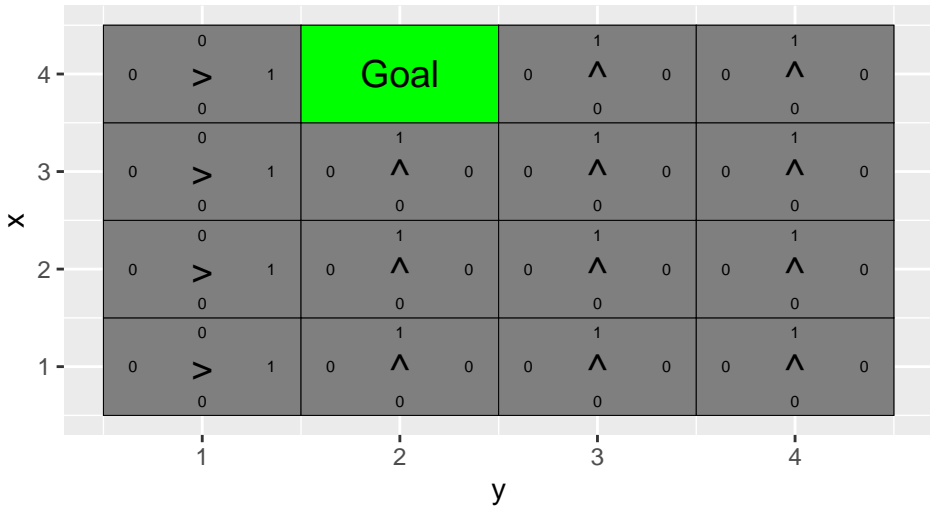 0 1 1
4 0 > 1 Goal 0 ^ 0 0 ^ 0
0 0 0
0 1 1 1
3 0 > 1 0 ^ 0 0 ^ 0 0 ^ 0
0 0 0 0
x
0 1 1 1
2 0 > 1 0 ^ 0 0 ^ 0 0 ^ 0
0 0 0 0
0 1 1 1
1 0 > 1 0 ^ 0 0 ^ 0 0 ^ 0
0 0 0 0
1 2 3 4
y